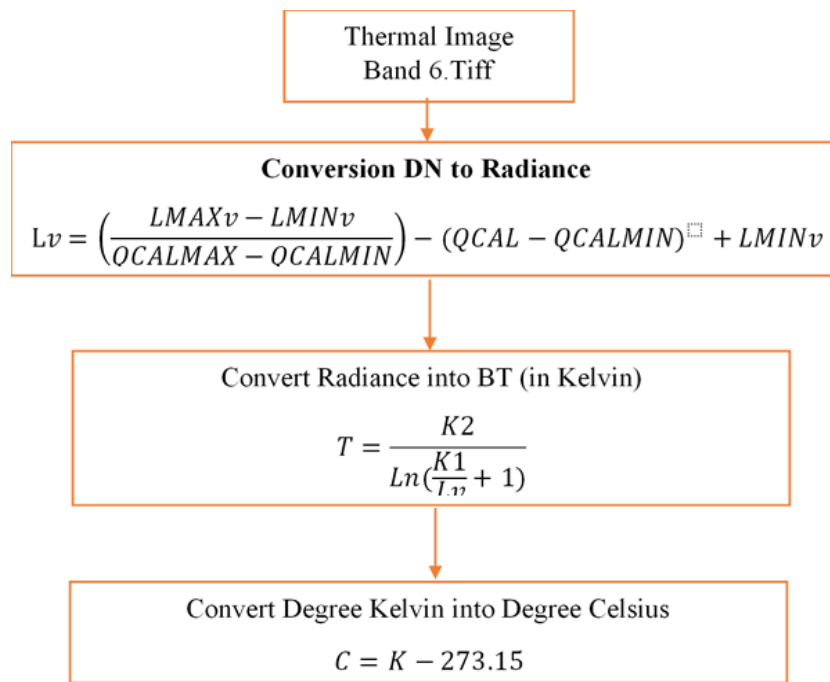 Thermal Image
Band 6.Tiff
Conversion DN to Radiance
Lv = (LMAXv − LMINv / QCALMAX − QCALMIN) − (QCAL − QCALMIN) + LMINv
Convert Radiance into BT (in Kelvin)
T = K2 / Ln(K1 / Lv + 1)
Convert Degree Kelvin into Degree Celsius
C = K − 273.15